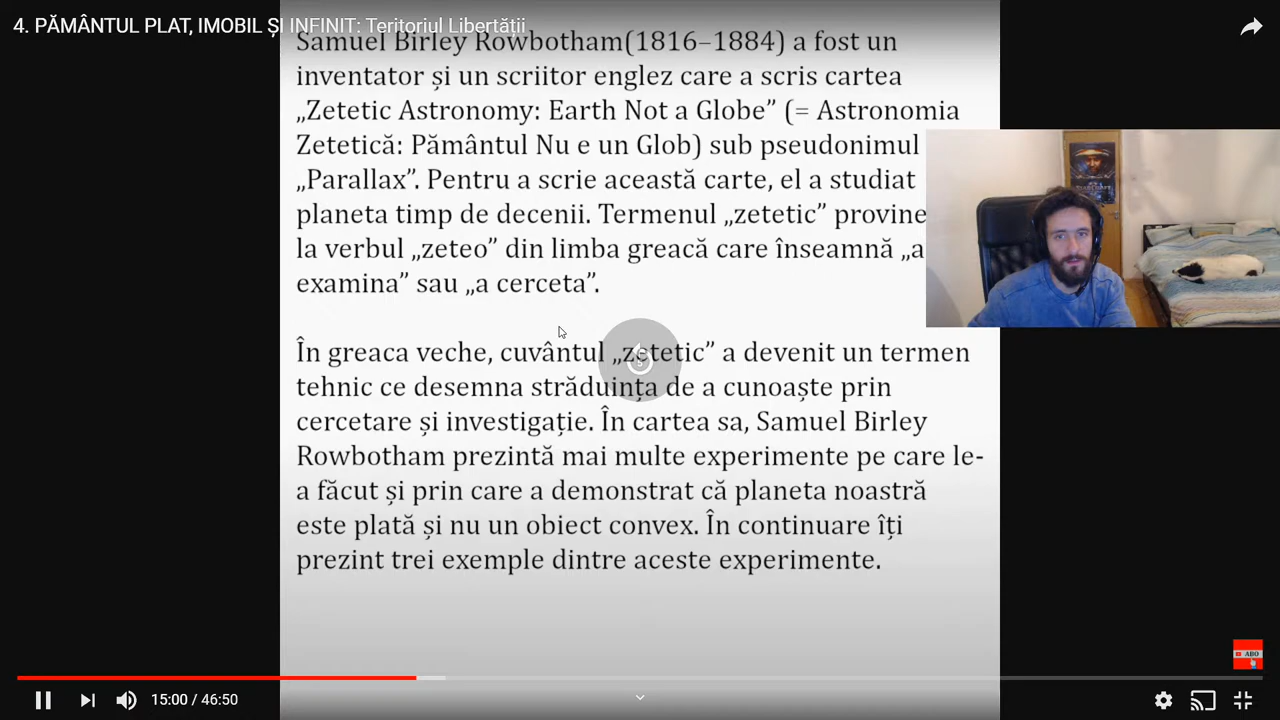 4. PĂMÂNTUL PLAT, IMOBIL ȘI INFINIT: Teritoriul Libertății
Samuel Birley Rowbotham(1816–1884) a fost un
inventator și un scriitor englez care a scris cartea
„Zetetic Astronomy: Earth Not a Globe” (= Astronomia
Zetetică: Pământul Nu e un Glob) sub pseudonimul
„Parallax”. Pentru a scrie această carte, el a studiat
planeta timp de decenii. Termenul „zetetic” provine
la verbul „zeteo” din limba greacă care înseamnă „a
examina” sau „a cerceta”.
În greaca veche, cuvântul „zetetic” a devenit un termen
tehnic ce desemna străduința de a cunoaște prin
cercetare și investigație. În cartea sa, Samuel Birley
Rowbotham prezintă mai multe experimente pe care le-
a făcut și prin care a demonstrat că planeta noastră
este plată și nu un obiect convex. În continuare îți
prezint trei exemple dintre aceste experimente.
5
ABO
15:00 / 46:50